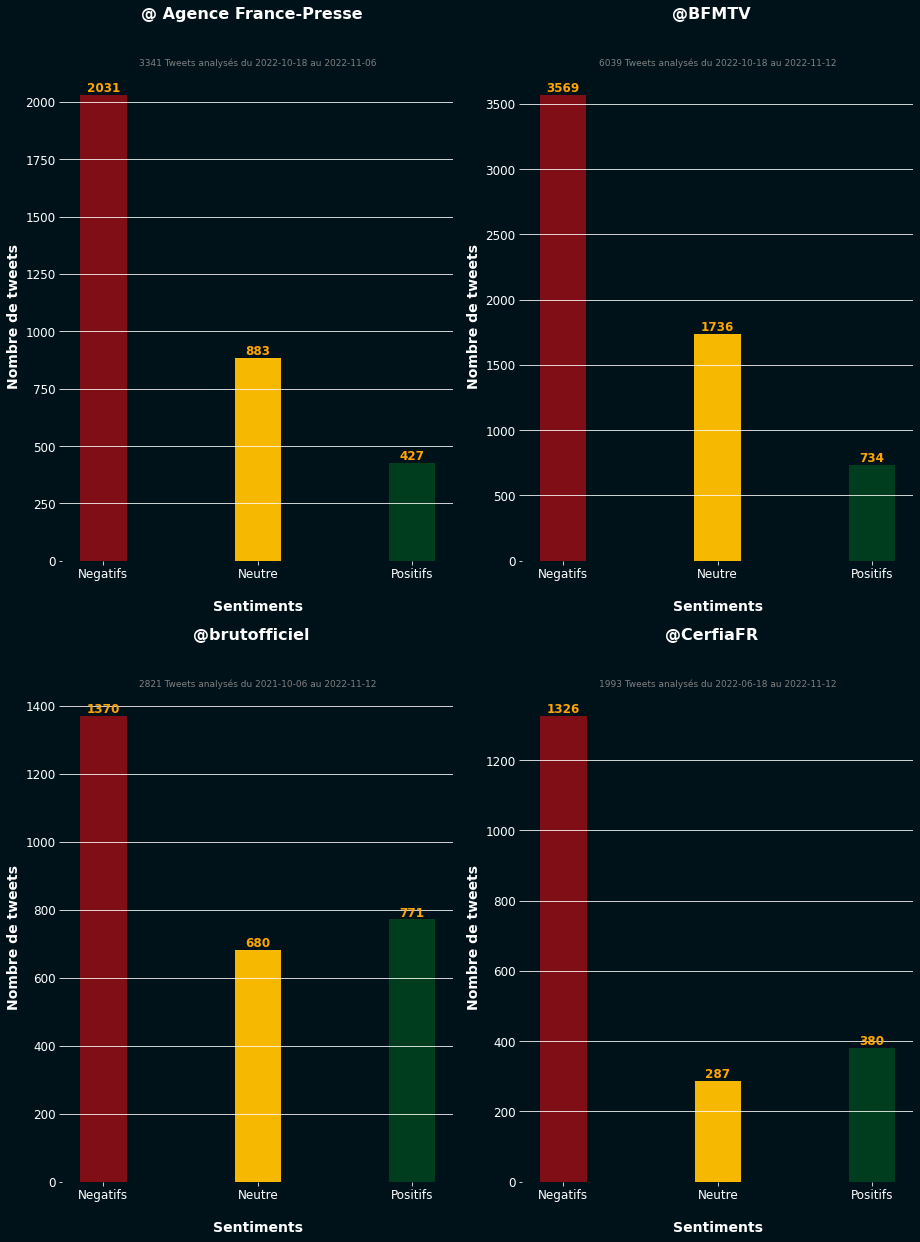 @ Agence France-Presse
3341 Tweets analysés du 2022-10-18 au 2022-11-06
Nombre de tweets
2000
1750
1500
1250
1000
750
500
250
0
2031
883
427
Negatifs Neutre Positifs
Sentiments
@BFMTV
6039 Tweets analysés du 2022-10-18 au 2022-11-12
Nombre de tweets
3500
3000
2500
2000
1500
1000
500
0
3569
1736
734
Negatifs Neutre Positifs
Sentiments
@brutofficiel
2821 Tweets analysés du 2021-10-06 au 2022-11-12
Nombre de tweets
1400
1200
1000
800
600
400
200
0
1370
680
771
Negatifs Neutre Positifs
Sentiments
@CerfiaFR
1993 Tweets analysés du 2022-06-18 au 2022-11-12
Nombre de tweets
1200
1000
800
600
400
200
0
1326
287
380
Negatifs Neutre Positifs
Sentiments